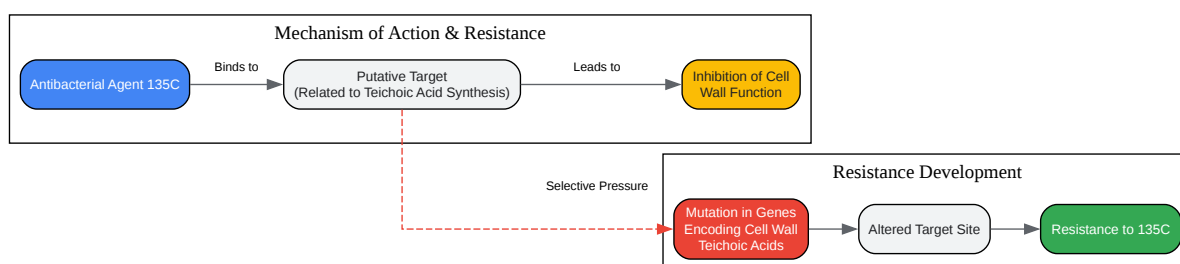 Mechanism of Action & Resistance
Antibacterial Agent 135C
Binds to
Putative Target
(Related to Teichoic Acid Synthesis)
Leads to
Inhibition of Cell
Wall Function
Selective Pressure
Resistance Development
Mutation in Genes
Encoding Cell Wall
Teichoic Acids
Altered Target Site
Resistance to 135C